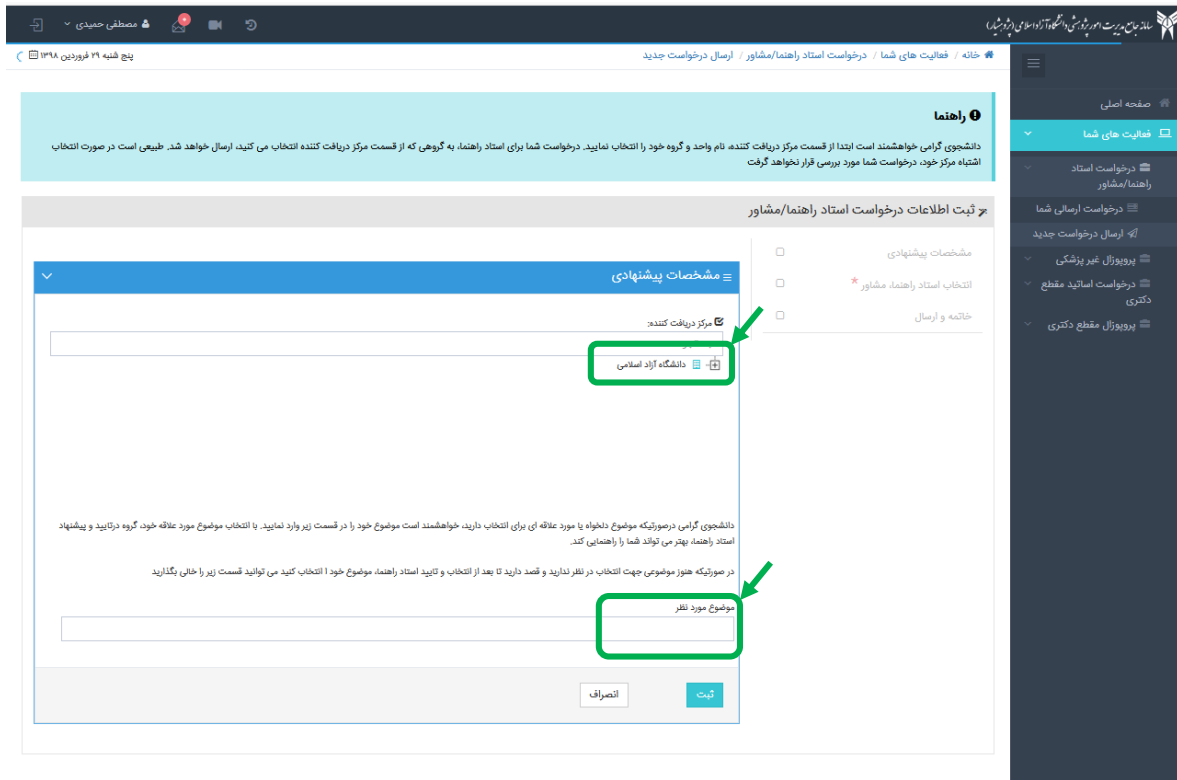 سامانه جامع مدیریت امور پژوهشی دانشگاه آزاد اسلامی (پژوهشیار)
مصطفی حمیدی
خانه / فعالیت های شما / درخواست استاد راهنما/مشاور / ارسال درخواست جدید
پنج شنبه ۲۹ فروردین ۱۳۹۸
صفحه اصلی
فعالیت های شما
درخواست استاد
راهنما/مشاور
درخواست ارسالی شما
ارسال درخواست جدید
پروپوزال غیر پزشکی
درخواست اساتید مقطع
دکتری
پروپوزال مقطع دکتری
راهنما
دانشجوی گرامی خواهشمند است ابتدا از قسمت مرکز دریافت کننده، نام واحد و گروه خود را انتخاب نمایید. درخواست شما برای استاد راهنما، به گروهی که از قسمت مرکز دریافت کننده انتخاب می کنید، ارسال خواهد شد. طبیعی است در صورت انتخاب
اشتباه مرکز خود، درخواست شما مورد بررسی قرار نخواهد گرفت
ثبت اطلاعات درخواست استاد راهنما/مشاور
مشخصات پیشنهادی
انتخاب استاد راهنما، مشاور *
خاتمه و ارسال
مشخصات پیشنهادی
مرکز دریافت کننده:
دانشگاه آزاد اسلامی
دانشجوی گرامی درصورتیکه موضوع دلخواه یا مورد علاقه ای برای انتخاب دارید، خواهشمند است موضوع خود را در قسمت زیر وارد نمایید. با انتخاب موضوع مورد علاقه خود، گروه درتایید و پیشنهاد
استاد راهنما، بهتر می تواند شما را راهنمایی کند.
در صورتیکه هنوز موضوعی جهت انتخاب در نظر ندارید و قصد دارید تا بعد از انتخاب و تایید استاد راهنما، موضوع خود ا انتخاب کنید می توانید قسمت زیر را خالی بگذارید
موضوع مورد نظر
ثبت
انصراف